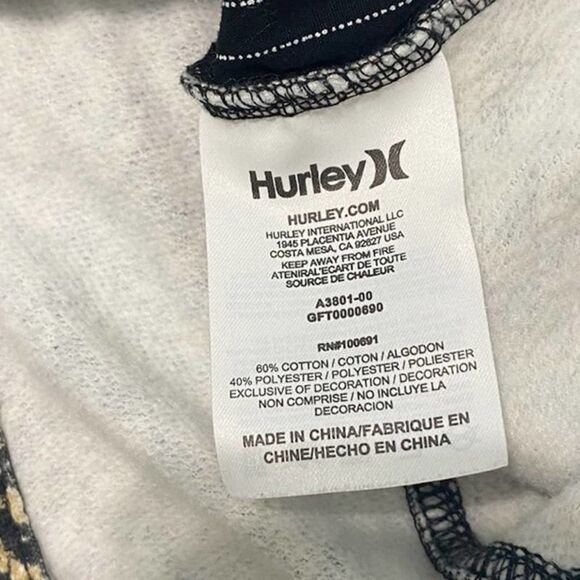 Hurley
HURLEY.COM
HURLEY INTERNATIONAL LLC
1945 PLACENTIA AVENUE
COSTA MESA, CA 92627 USA
KEEP AWAY FROM FIRE
ATENIRAL'ECART DE TOUTE
SOURCE DE CHALEUR
A3801-00
GFT0000690
RN#100691
60% COTTON / COTON / ALGODON
40% POLYESTER / POLYESTER / POLIESTER
EXCLUSIVE OF DECORATION / DECORATION
NON COMPRISE / NO INCLUYE LA
DECORACION
MADE IN CHINA/FABRIQUE EN
CHINE/HECHO EN CHINA